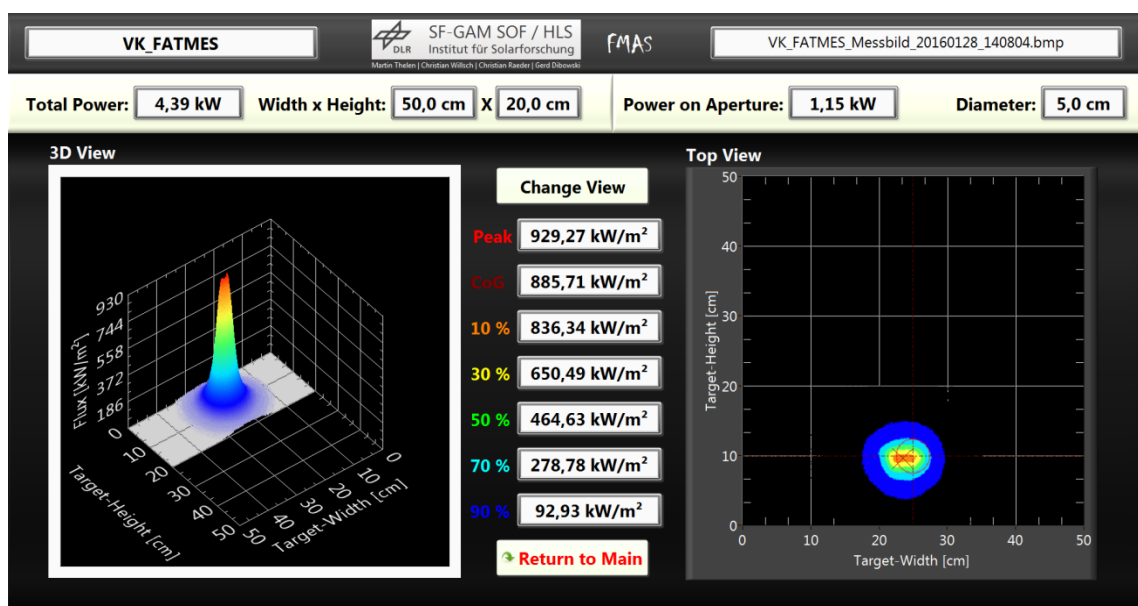 VK_FATMES
DLR
SF-GAM SOF / HLS
Institut für Solarforschung
Martin Thelen | Christian Willsch | Christian Raeder | Gerd Dibowski
FMAS
VK_FATMES_Messbild_20160128_140804.bmp
Total Power: 4,39 kW Width x Height: 50,0 cm X 20,0 cm Power on Aperture: 1,15 kW Diameter: 5,0 cm
3D View
930
744
558
372
186
0
Flux [kW/m²]
10
20
30
40
50
Target-Height [cm]
50
40
30
20
10
0
Target-Width [cm]
Change View
Peak 929,27 kW/m²
CoG 885,71 kW/m²
10 % 836,34 kW/m²
30 % 650,49 kW/m²
50 % 464,63 kW/m²
70 % 278,78 kW/m²
90 % 92,93 kW/m²
Return to Main
Top View
50
40
30
20
10
0
Target-Height [cm]
0 10 20 30 40 50
Target-Width [cm]